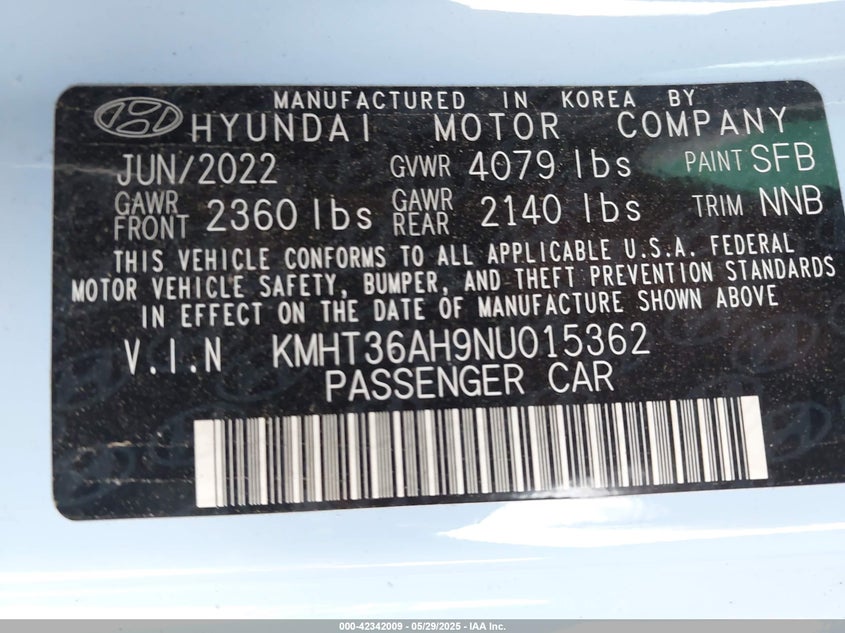 MANUFACTURED IN KOREA BY
HYUNDAI MOTOR COMPANY
JUN/2022 GVWR 4079 lbs PAINT SFB
GAWR FRONT 2360 lbs GAWR REAR 2140 lbs TRIM NNB
THIS VEHICLE CONFORMS TO ALL APPLICABLE U.S.A. FEDERAL
MOTOR VEHICLE SAFETY, BUMPER, AND THEFT PREVENTION STANDARDS
IN EFFECT ON THE DATE OF MANUFACTURE SHOWN ABOVE
V.I.N KMHT36AH9NU015362
PASSENGER CAR
000-42342009 - 05/29/2025 - IAA Inc.